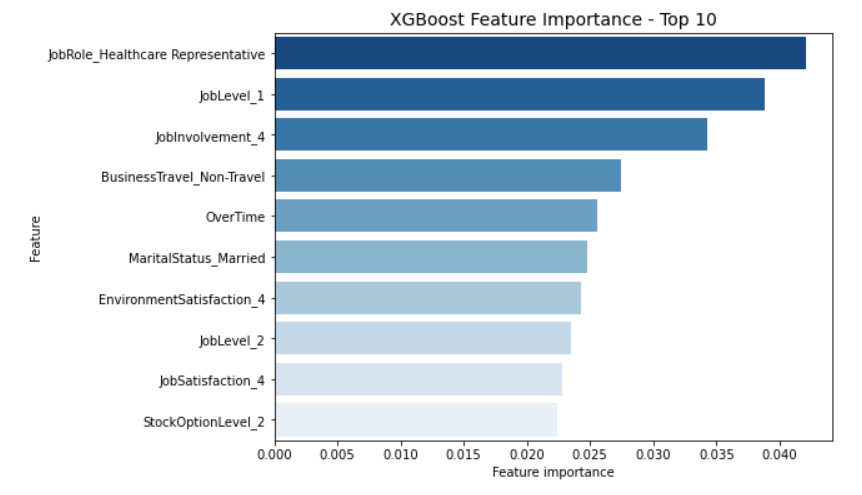 XGBoost Feature Importance - Top 10
JobRole_Healthcare Representative
JobLevel_1
JobInvolvement_4
BusinessTravel_Non-Travel
OverTime
MaritalStatus_Married
EnvironmentSatisfaction_4
JobLevel_2
JobSatisfaction_4
StockOptionLevel_2
Feature
0.000 0.005 0.010 0.015 0.020 0.025 0.030 0.035 0.040
Feature importance